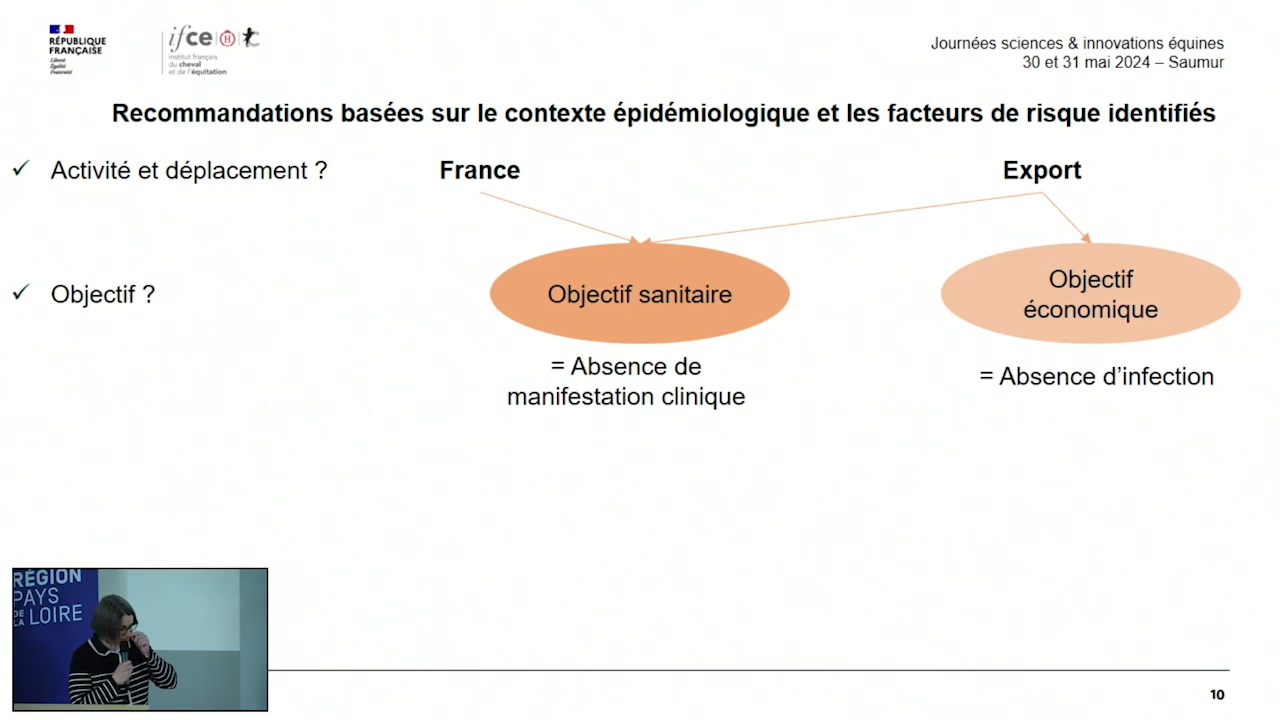 RÉPUBLIQUE
FRANÇAISE
Liberté
Égalité
Fraternité
ifce
institut français
du cheval
et de l'équitation
Journées sciences & innovations équines
30 et 31 mai 2024 – Saumur
Recommandations basées sur le contexte épidémiologique et les facteurs de risque identifiés
✓ Activité et déplacement ?
France
Export
✓ Objectif ?
Objectif sanitaire
Objectif
économique
= Absence de
manifestation clinique
= Absence d'infection
RÉGION
PAYS
DE LA LOIRE
10